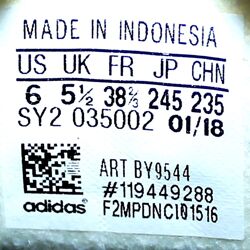 MADE IN INDONESIA
US UK FR JP CHN
6 5½ 38⅔ 245 235
SY2 035002 01/18
ART BY9544
#119449288
adidas F2MPDNCI01516